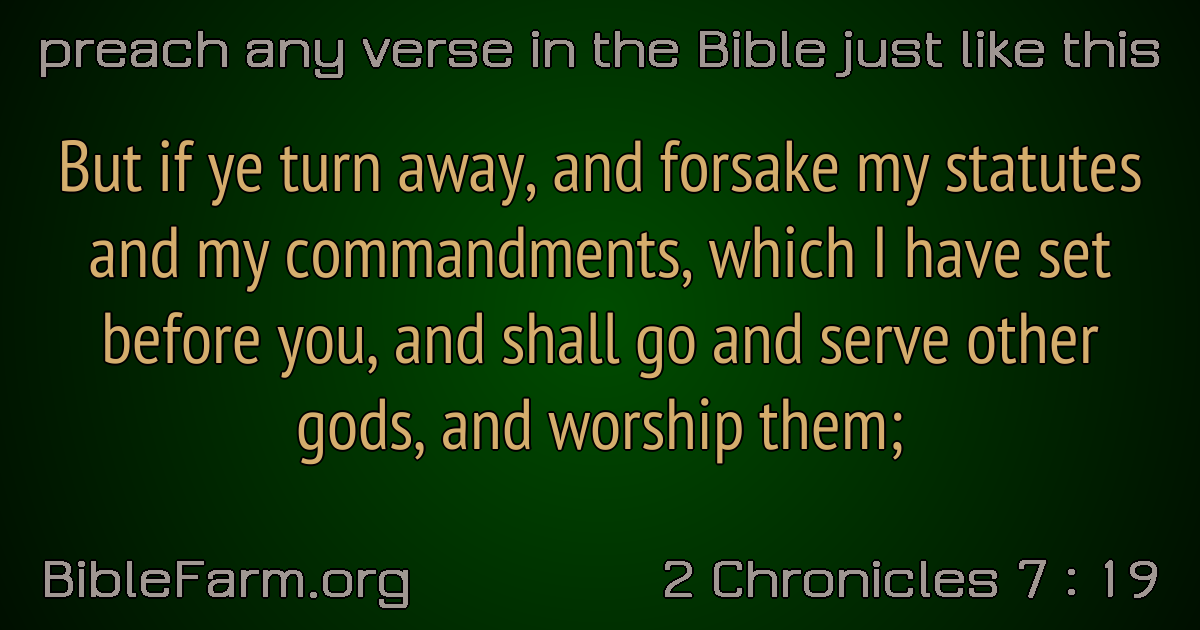 preach any verse in the Bible just like this
But if ye turn away, and forsake my statutes
and my commandments, which I have set
before you, and shall go and serve other
gods, and worship them;
BibleFarm.org
2 Chronicles 7 : 19